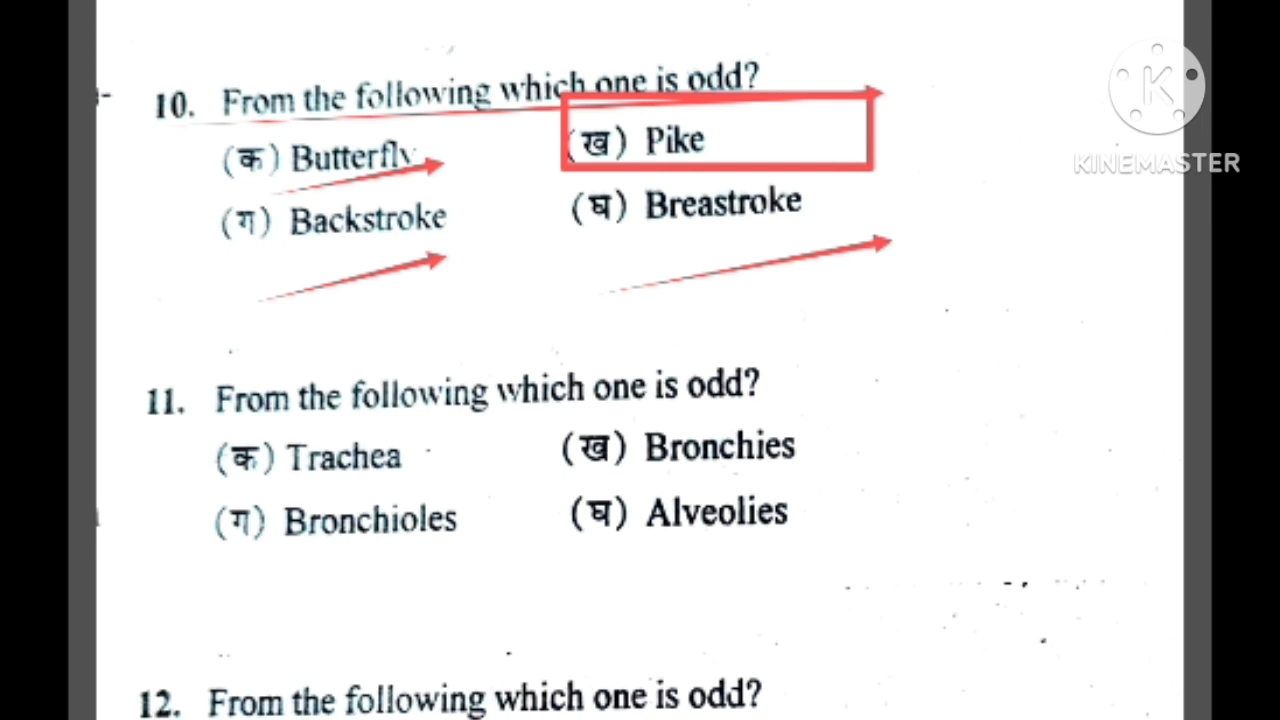 10. From the following which one is odd?
(क) Butterfly (ख) Pike
(ग) Backstroke (घ) Breastroke
11. From the following which one is odd?
(क) Trachea (ख) Bronchies
(ग) Bronchioles (घ) Alveolies
12. From the following which one is odd?
K
KINEMASTER